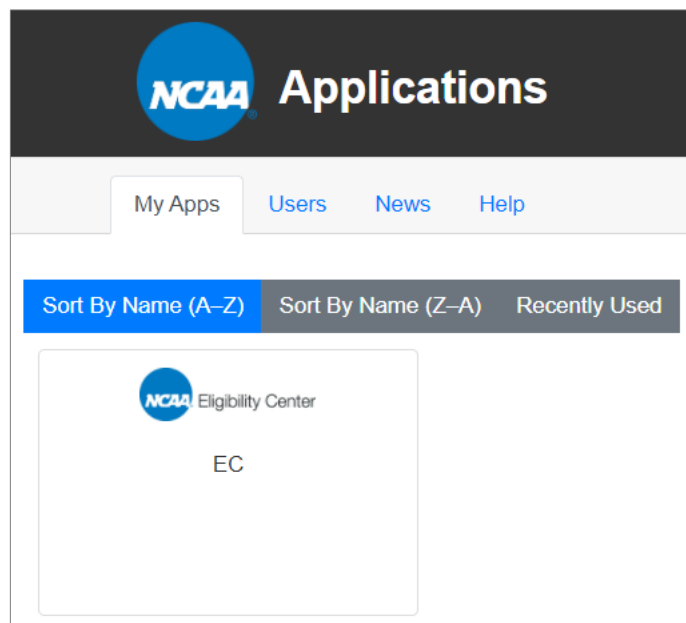 NCAA® Applications
My Apps Users News Help
Sort By Name (A–Z) Sort By Name (Z–A) Recently Used
NCAA Eligibility Center
EC